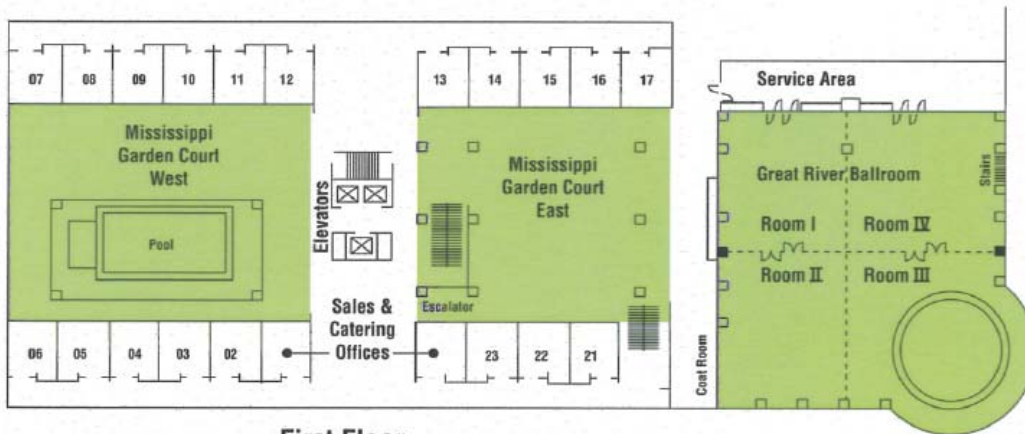 07 08 09 10 11 12
13 14 15 16 17
Service Area
Mississippi
Garden Court
West
Pool
Elevators
Mississippi
Garden Court
East
Escalator
Great River Ballroom
Stairs
Room I
Room IV
Room II
Room III
06 05 04 03 02
Sales &
Catering
Offices
23 22 21
Coat Room
First Floor